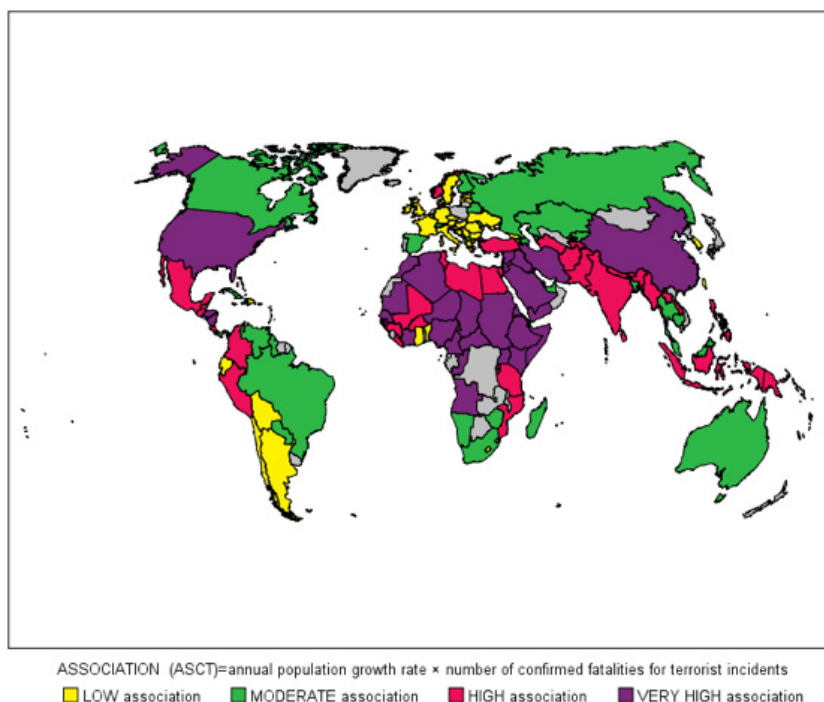 ASSOCIATION (ASCT)=annual population growth rate × number of confirmed fatalities for terrorist incidents
LOW association MODERATE association HIGH association VERY HIGH association